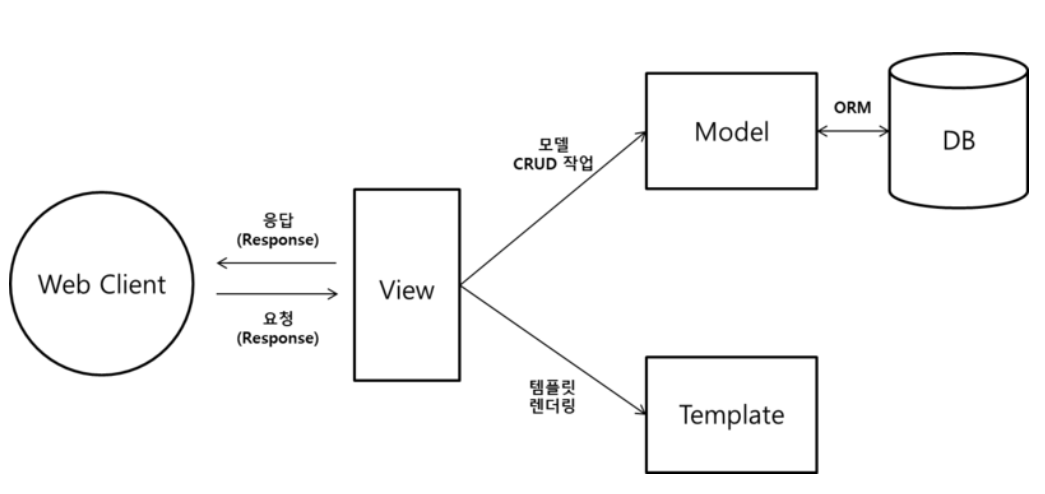 Web Client
응답
(Response)
요청
(Response)
View
모델
CRUD 작업
템플릿
렌더링
Model
ORM
DB
Template